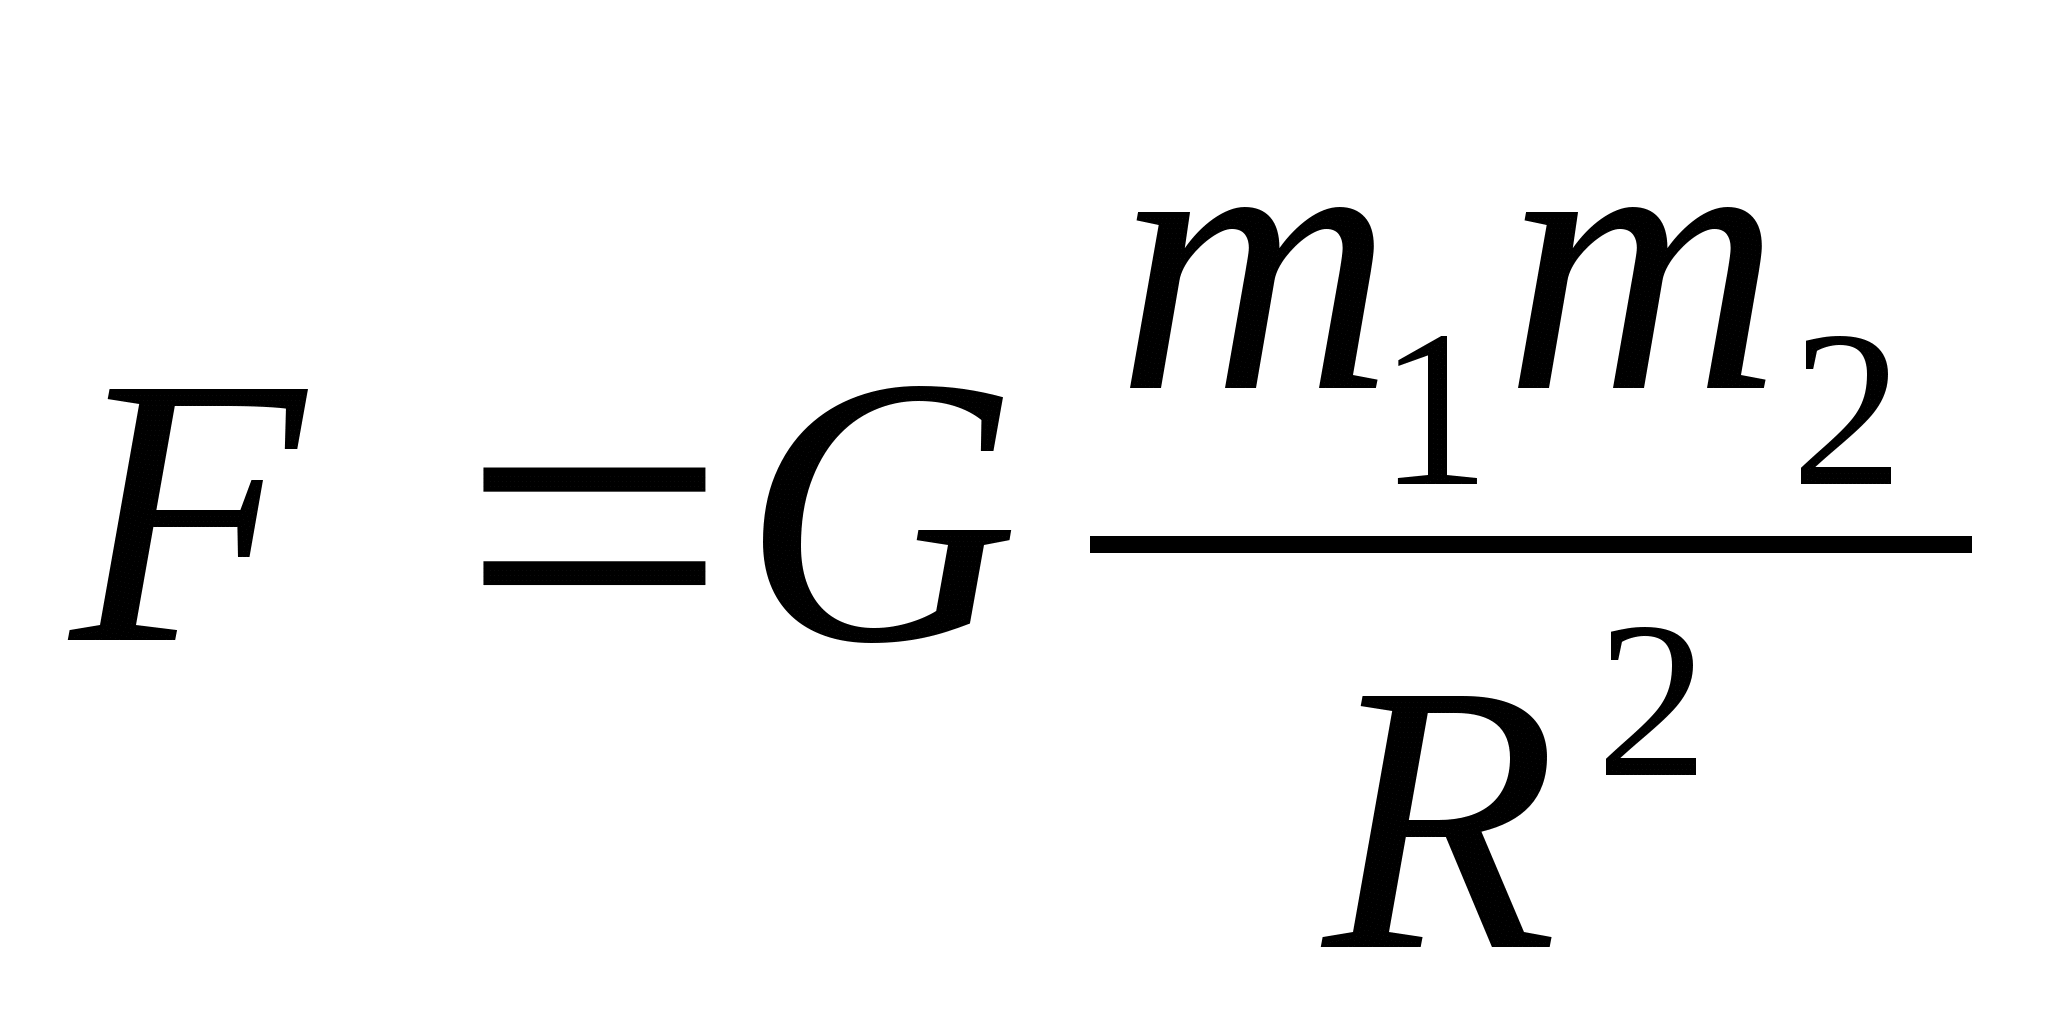 F = G m₁m₂ / R²